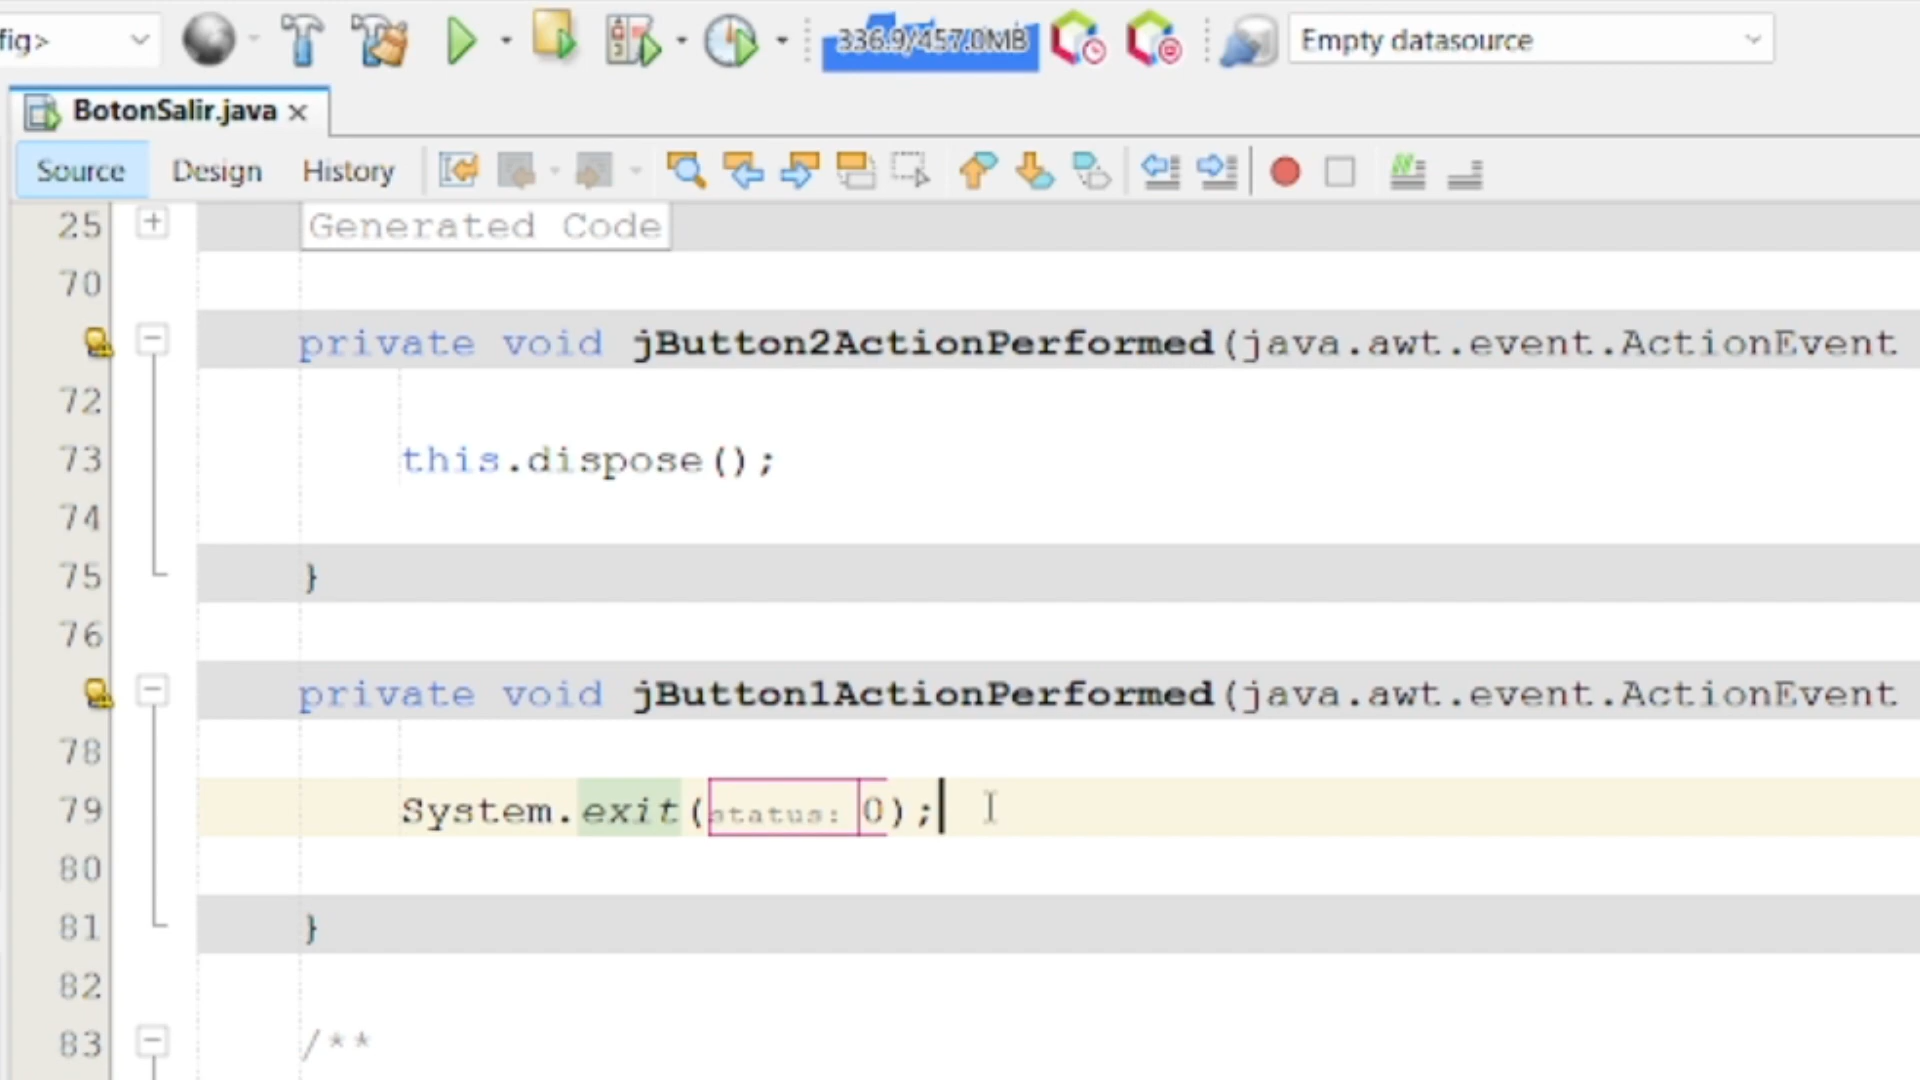 fig>
336.9/457.0MB
Empty datasource
BotonSalir.java
Source Design History
25 Generated Code
70
private void jButton2ActionPerformed(java.awt.event.ActionEvent
72
73 this.dispose();
74
75 }
76
private void jButton1ActionPerformed(java.awt.event.ActionEvent
78
79 System.exit(status: 0);
80
81 }
82
83 /**